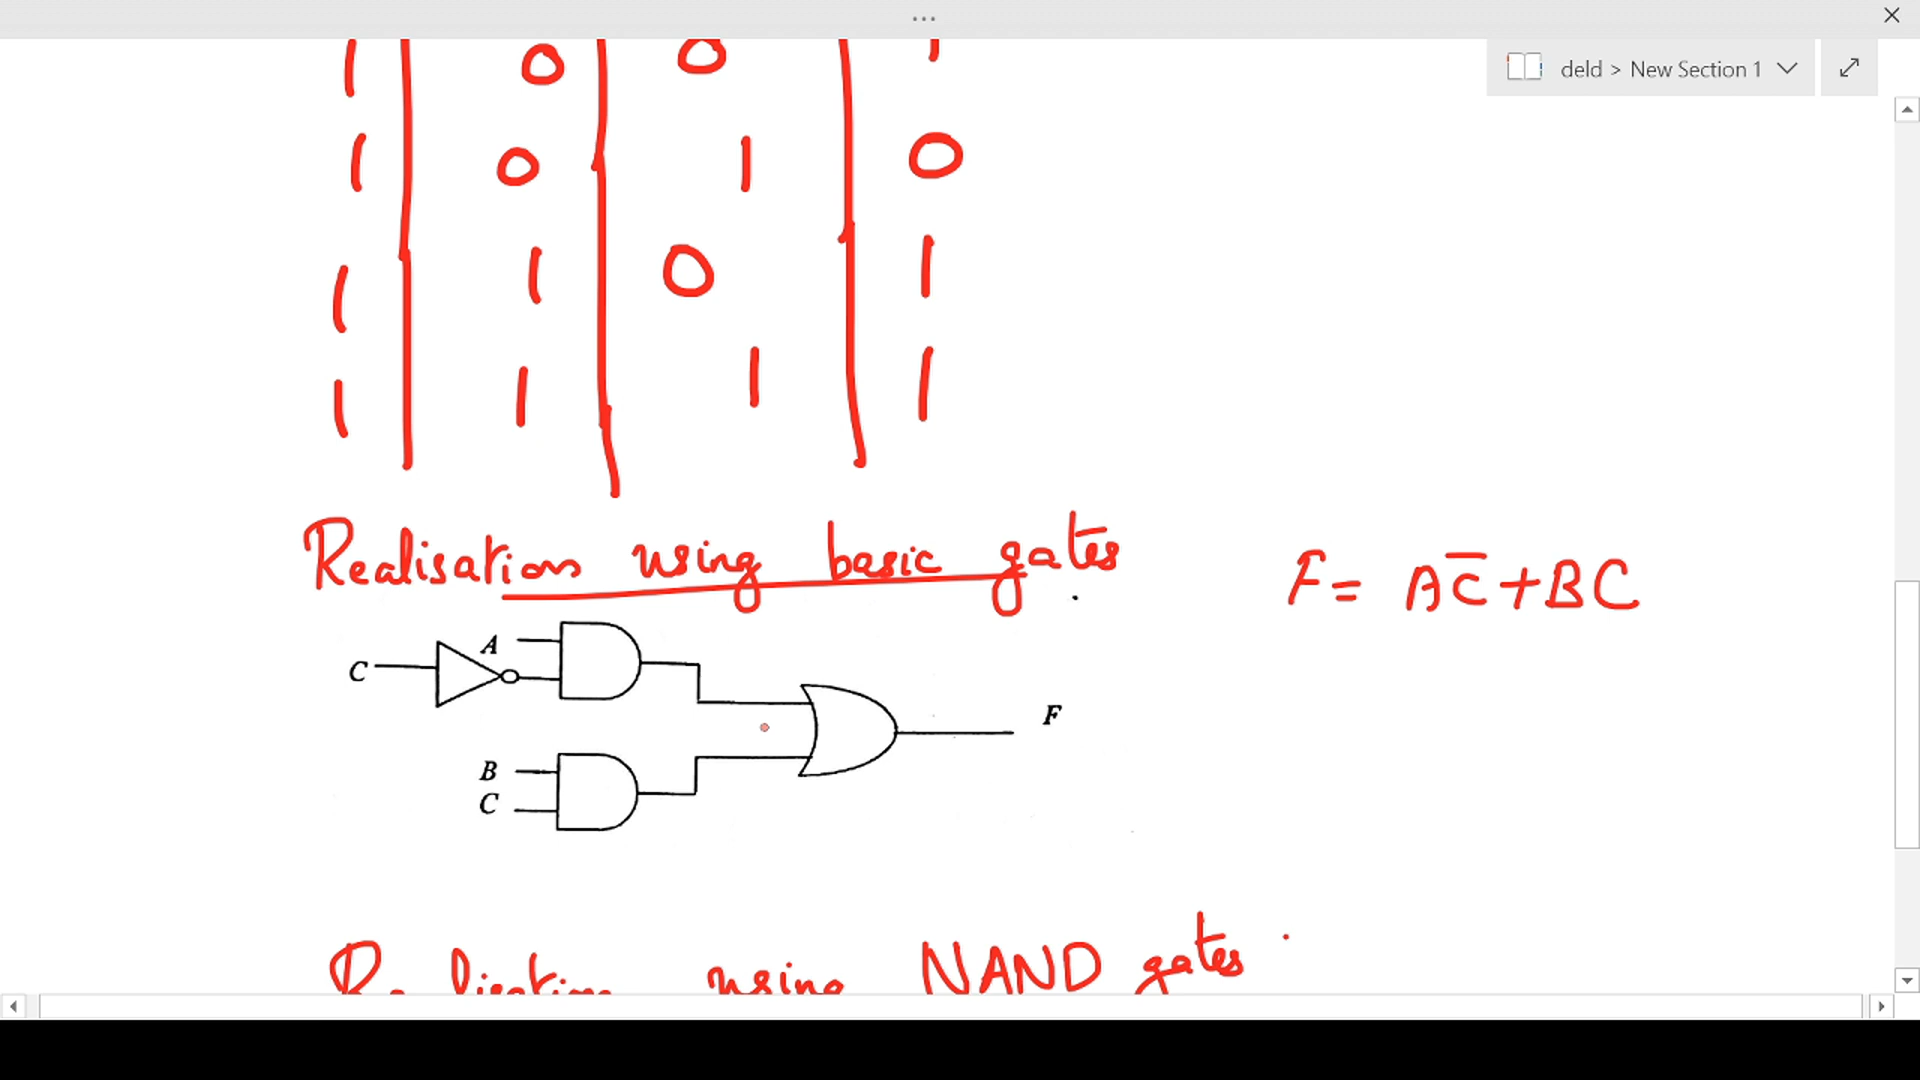 ...
deld > New Section 1
1 0 0 1
1 0 1 0
1 1 0 1
1 1 1 1
Realisation using basic gates
F = AC̅ + BC
A
C
F
B
C
using NAND gates